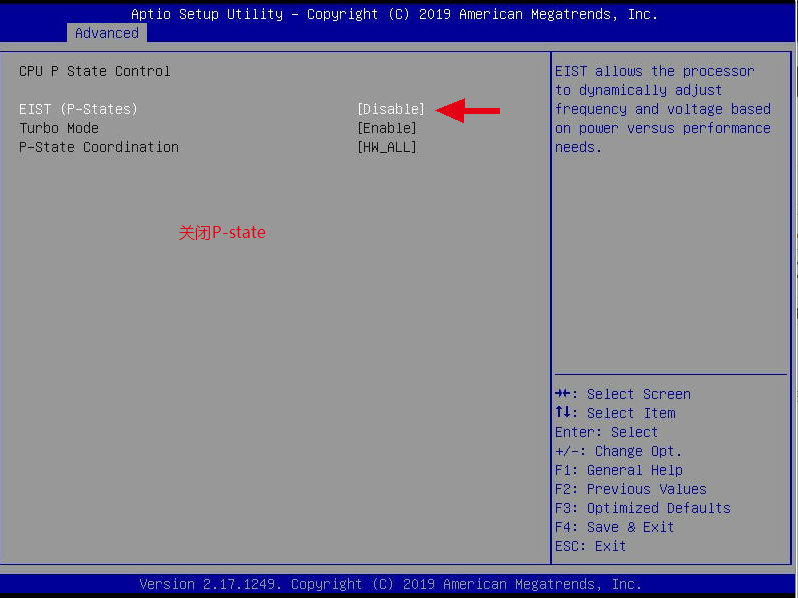 Aptio Setup Utility - Copyright (C) 2019 American Megatrends, Inc.
Advanced
CPU P State Control
EIST (P-States) [Disable]
Turbo Mode [Enable]
P-State Coordination [HW_ALL]
关闭P-state
EIST allows the processor
to dynamically adjust
frequency and voltage based
on power versus performance
needs.
→←: Select Screen
↑↓: Select Item
Enter: Select
+/-: Change Opt.
F1: General Help
F2: Previous Values
F3: Optimized Defaults
F4: Save & Exit
ESC: Exit
Version 2.17.1249. Copyright (C) 2019 American Megatrends, Inc.